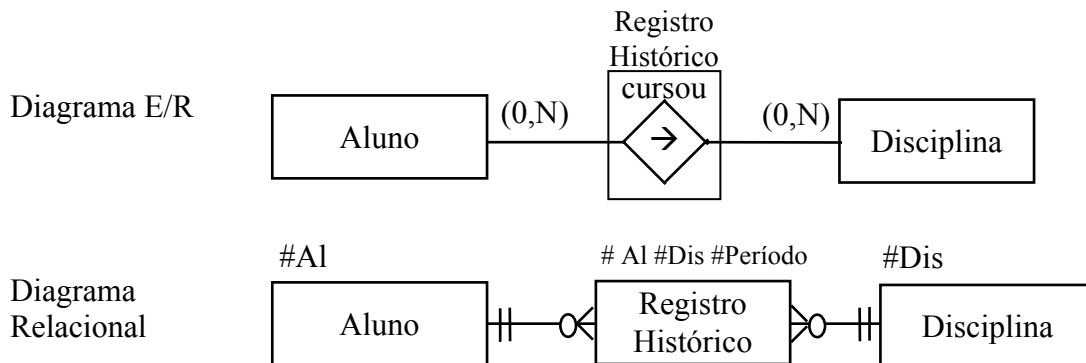 Registro
Histórico
cursou
Diagrama E/R
Aluno
(0,N)
→
(0,N)
Disciplina
#Al
# Al #Dis #Período
#Dis
Diagrama
Relacional
Aluno
Registro
Histórico
Disciplina